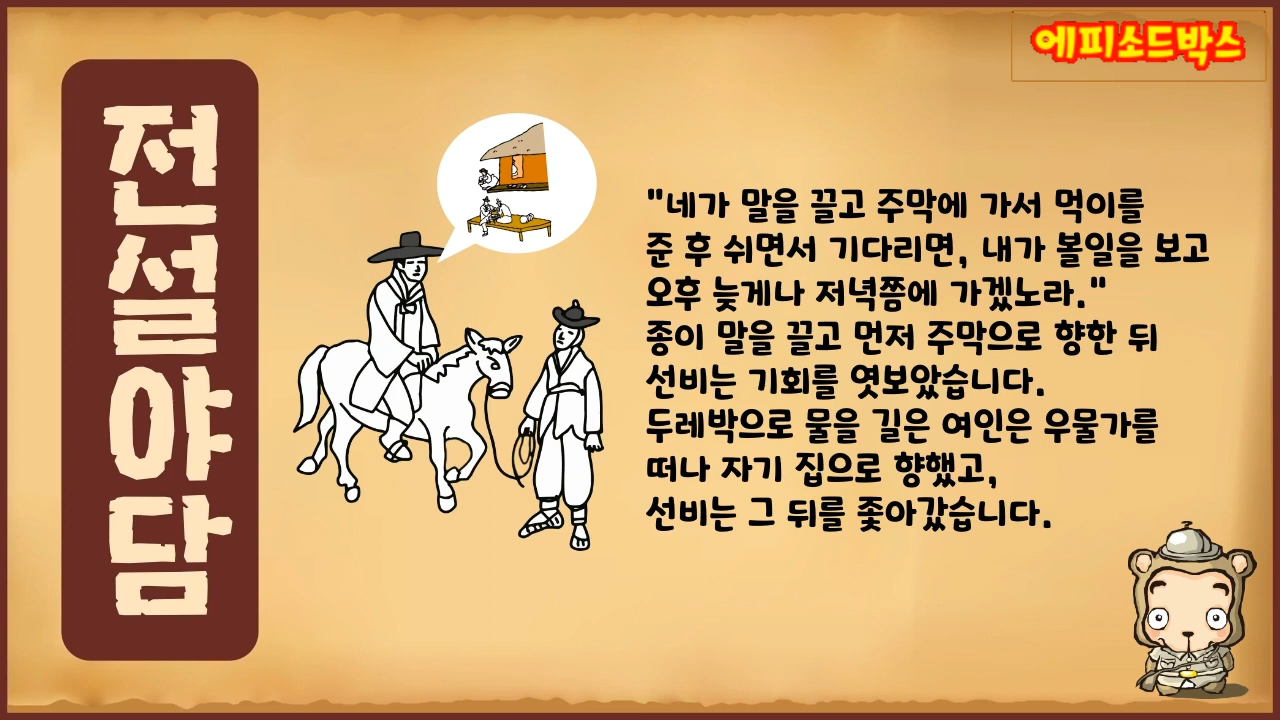 에피소드박스
전설야담
"네가 말을 끌고 주막에 가서 먹이를
준 후 쉬면서 기다리면, 내가 볼일을 보고
오후 늦게나 저녁쯤에 가겠노라."
종이 말을 끌고 먼저 주막으로 향한 뒤
선비는 기회를 엿보았습니다.
두레박으로 물을 길은 여인은 우물가를
떠나 자기 집으로 향했고,
선비는 그 뒤를 좇아갔습니다.